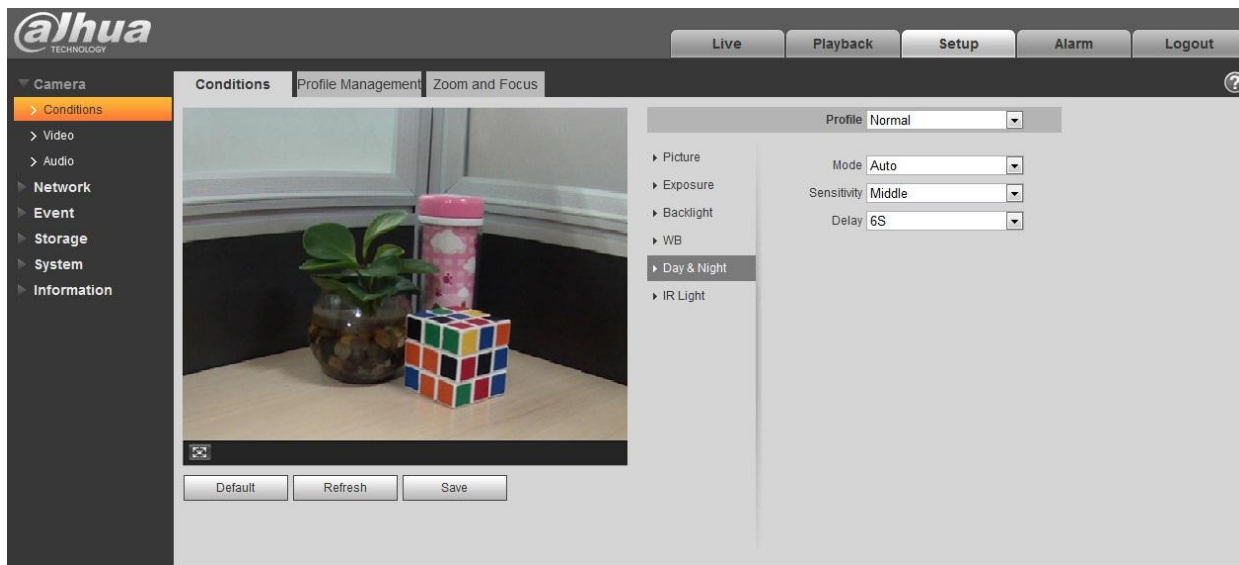 alhua
TECHNOLOGY
Live
Playback
Setup
Alarm
Logout
Camera
Conditions
Video
Audio
Network
Event
Storage
System
Information
Conditions
Profile Management
Zoom and Focus
?
Profile Normal
Picture
Exposure
Backlight
WB
Day & Night
IR Light
Mode Auto
Sensitivity Middle
Delay 6S
Default
Refresh
Save